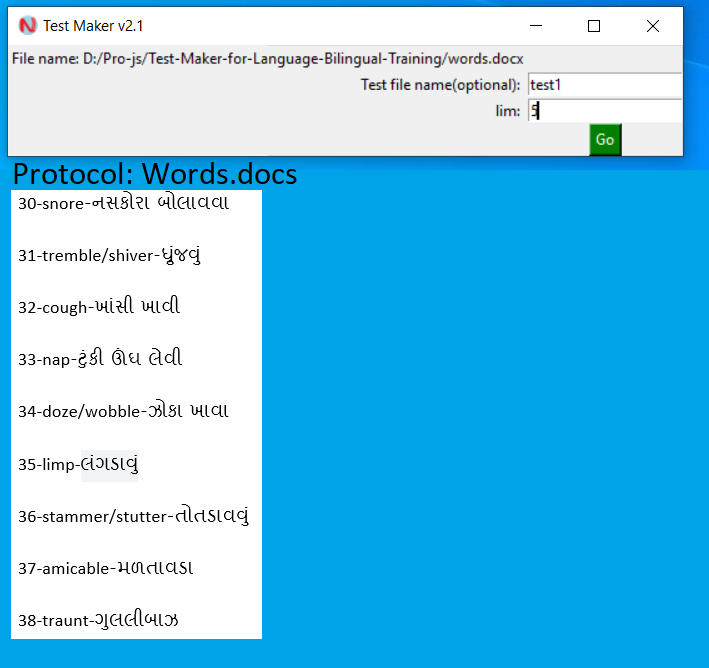 Test Maker v2.1
File name: D:/Pro-js/Test-Maker-for-Language-Bilingual-Training/words.docx
Test file name(optional): test1
lim: 5
Go
Protocol: Words.docs
30-snore-નસકોરા બોલાવવા
31-tremble/shiver-ધ્રૂંજવું
32-cough-ખાંસી ખાવી
33-nap-ટુંકી ઊંઘ લેવી
34-doze/wobble-ઝોકા ખાવા
35-limp-લંગડાવું
36-stammer/stutter-તોતડાવવું
37-amicable-મળતાવડા
38-traunt-ગુલલીબાઝ